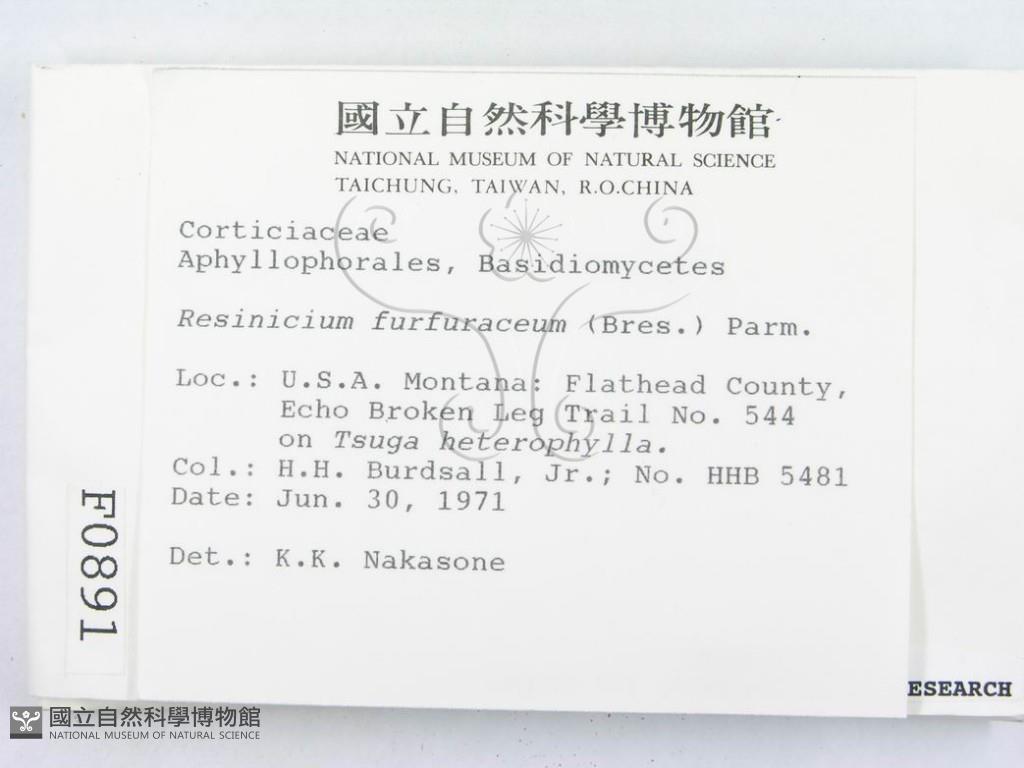 國立自然科學博物館
NATIONAL MUSEUM OF NATURAL SCIENCE
TAICHUNG, TAIWAN, R.O.CHINA
Corticiaceae
Aphyllophorales, Basidiomycetes
Resinicium furfuraceum (Bres.) Parm.
Loc.: U.S.A. Montana: Flathead County,
Echo Broken Leg Trail No. 544
on Tsuga heterophylla.
Col.: H.H. Burdsall, Jr.; No. HHB 5481
Date: Jun. 30, 1971
Det.: K.K. Nakasone
F0891
ESEARCH
國立自然科學博物館
NATIONAL MUSEUM OF NATURAL SCIENCE